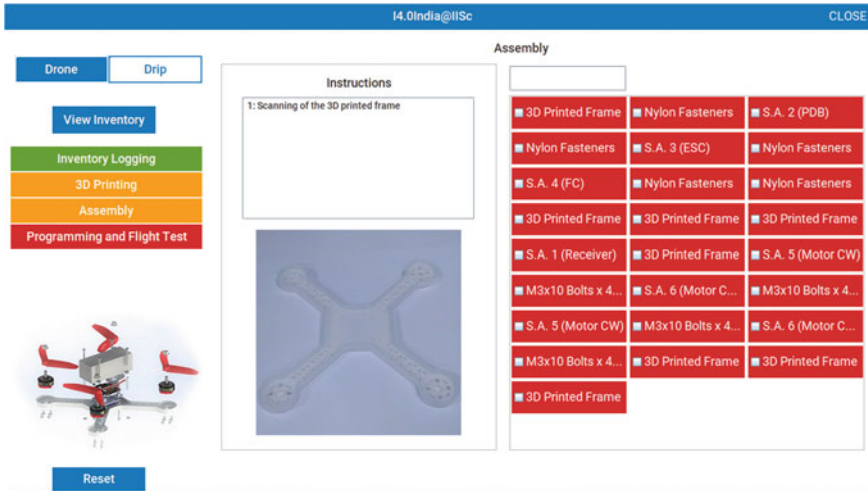 I4.0India@IISc
CLOSE
Assembly
Drone
Drip
View Inventory
Inventory Logging
3D Printing
Assembly
Programming and Flight Test
Reset
Instructions
1: Scanning of the 3D printed frame
3D Printed Frame
Nylon Fasteners
S.A. 2 (PDB)
Nylon Fasteners
S.A. 3 (ESC)
Nylon Fasteners
S.A. 4 (FC)
Nylon Fasteners
Nylon Fasteners
3D Printed Frame
3D Printed Frame
3D Printed Frame
S.A. 1 (Receiver)
3D Printed Frame
S.A. 5 (Motor CW)
M3x10 Bolts x 4...
S.A. 6 (Motor C...
M3x10 Bolts x 4...
S.A. 5 (Motor CW)
M3x10 Bolts x 4...
S.A. 6 (Motor C...
M3x10 Bolts x 4...
3D Printed Frame
3D Printed Frame
3D Printed Frame